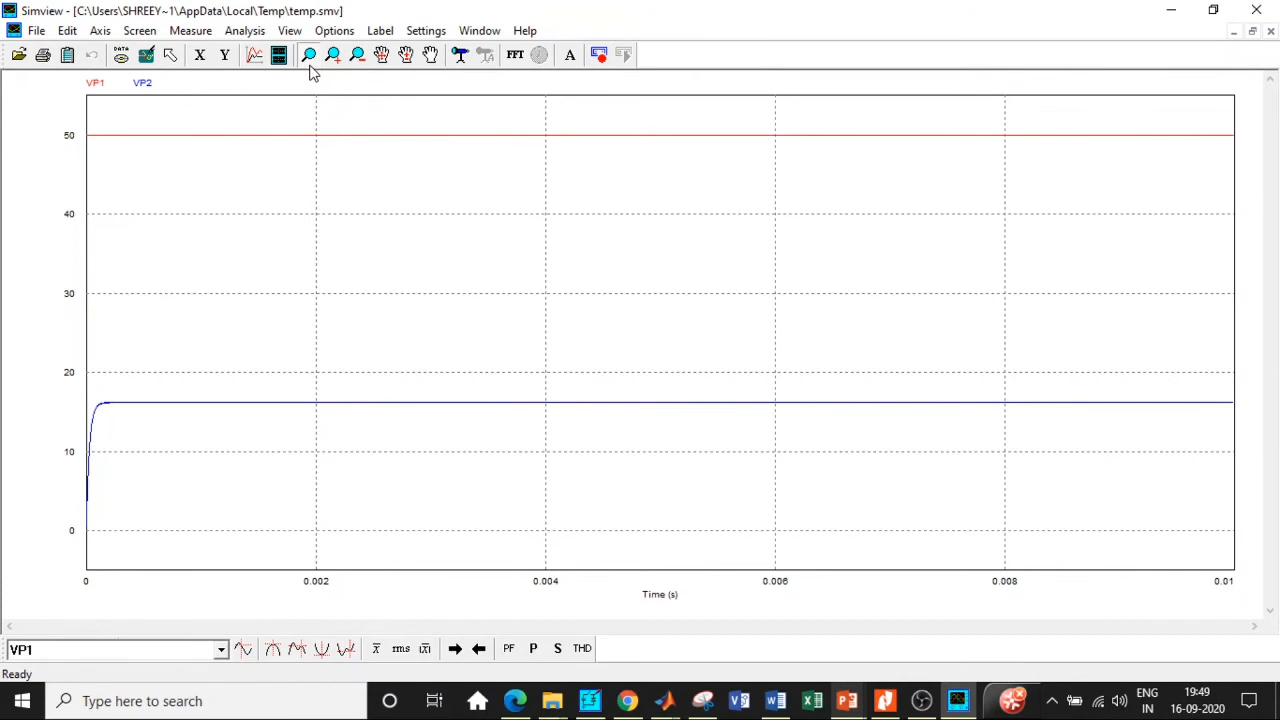 Simview - [C:\Users\SHREEY~1\AppData\Local\Temp\temp.smv]
File Edit Axis Screen Measure Analysis View Options Label Settings Window Help
DATA X Y FFT A
VP1 VP2
50
40
30
20
10
0
0 0.002 0.004 0.006 0.008 0.01
Time (s)
VP1 x rms |x| PF P S THD
Ready
Type here to search
ENG
IN
19:49
16-09-2020